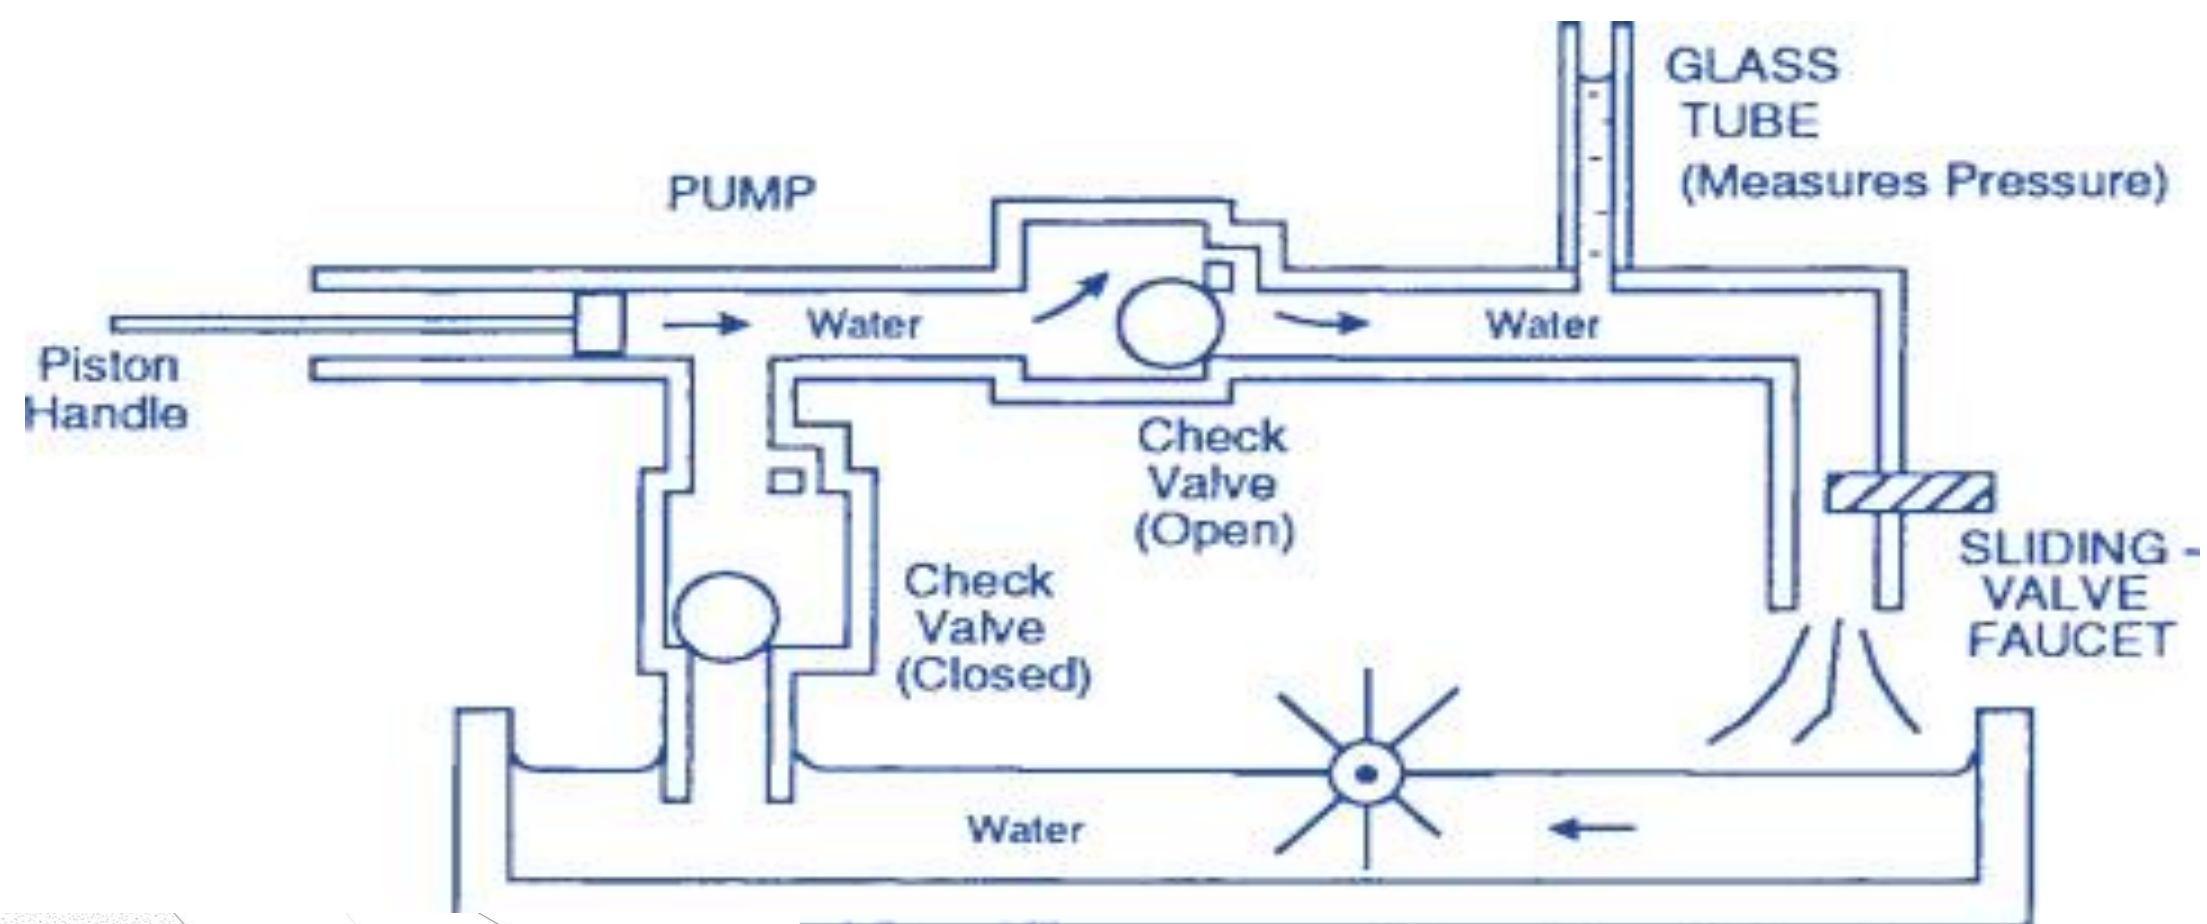 GLASS
TUBE
(Measures Pressure)
PUMP
Water
Water
Piston
Handle
Check
Valve
(Open)
SLIDING -
VALVE
FAUCET
Check
Valve
(Closed)
Water